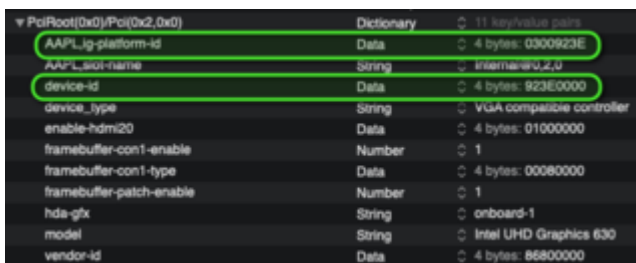 ▼ PciRoot(0x0)/Pci(0x2,0x0) Dictionary 11 key/value pairs
AAPL,ig-platform-id Data 4 bytes: 0300923E
AAPL,slot-name String Internal@0,2,0
device-id Data 4 bytes: 923E0000
device_type String VGA compatible controller
enable-hdmi20 Data 4 bytes: 01000000
framebuffer-con1-enable Number 1
framebuffer-con1-type Data 4 bytes: 00080000
framebuffer-patch-enable Number 1
hda-gfx String onboard-1
model String Intel UHD Graphics 630
vendor-id Data 4 bytes: 86800000